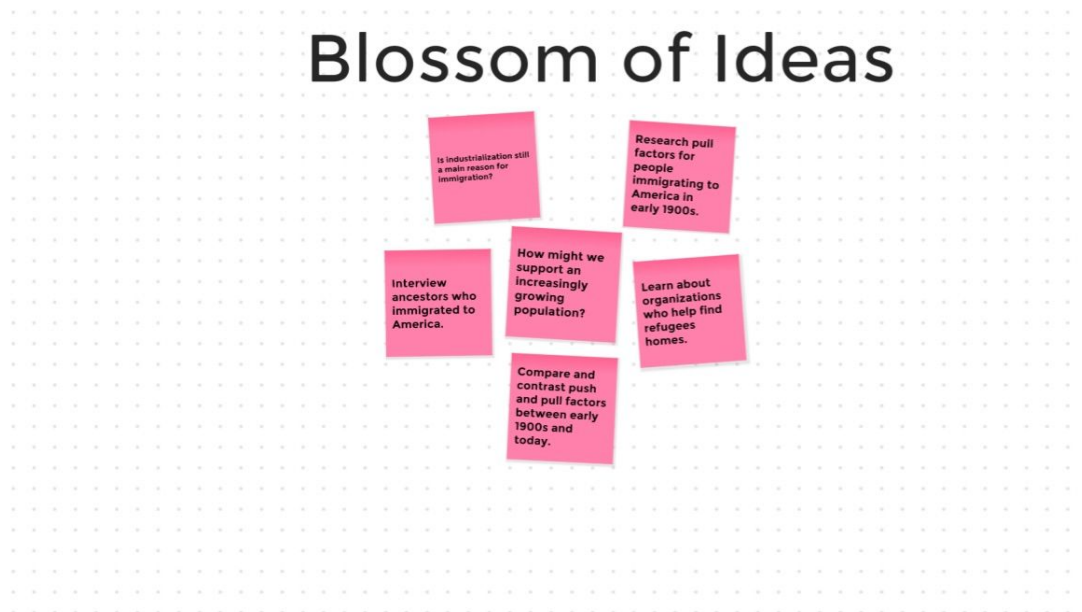 Blossom of Ideas
Is industrialization still
a main reason for
immigration?
Research pull
factors for
people
immigrating to
America in
early 1900s.
Interview
ancestors who
immigrated to
America.
How might we
support an
increasingly
growing
population?
Learn about
organizations
who help find
refugees
homes.
Compare and
contrast push
and pull factors
between early
1900s and
today.